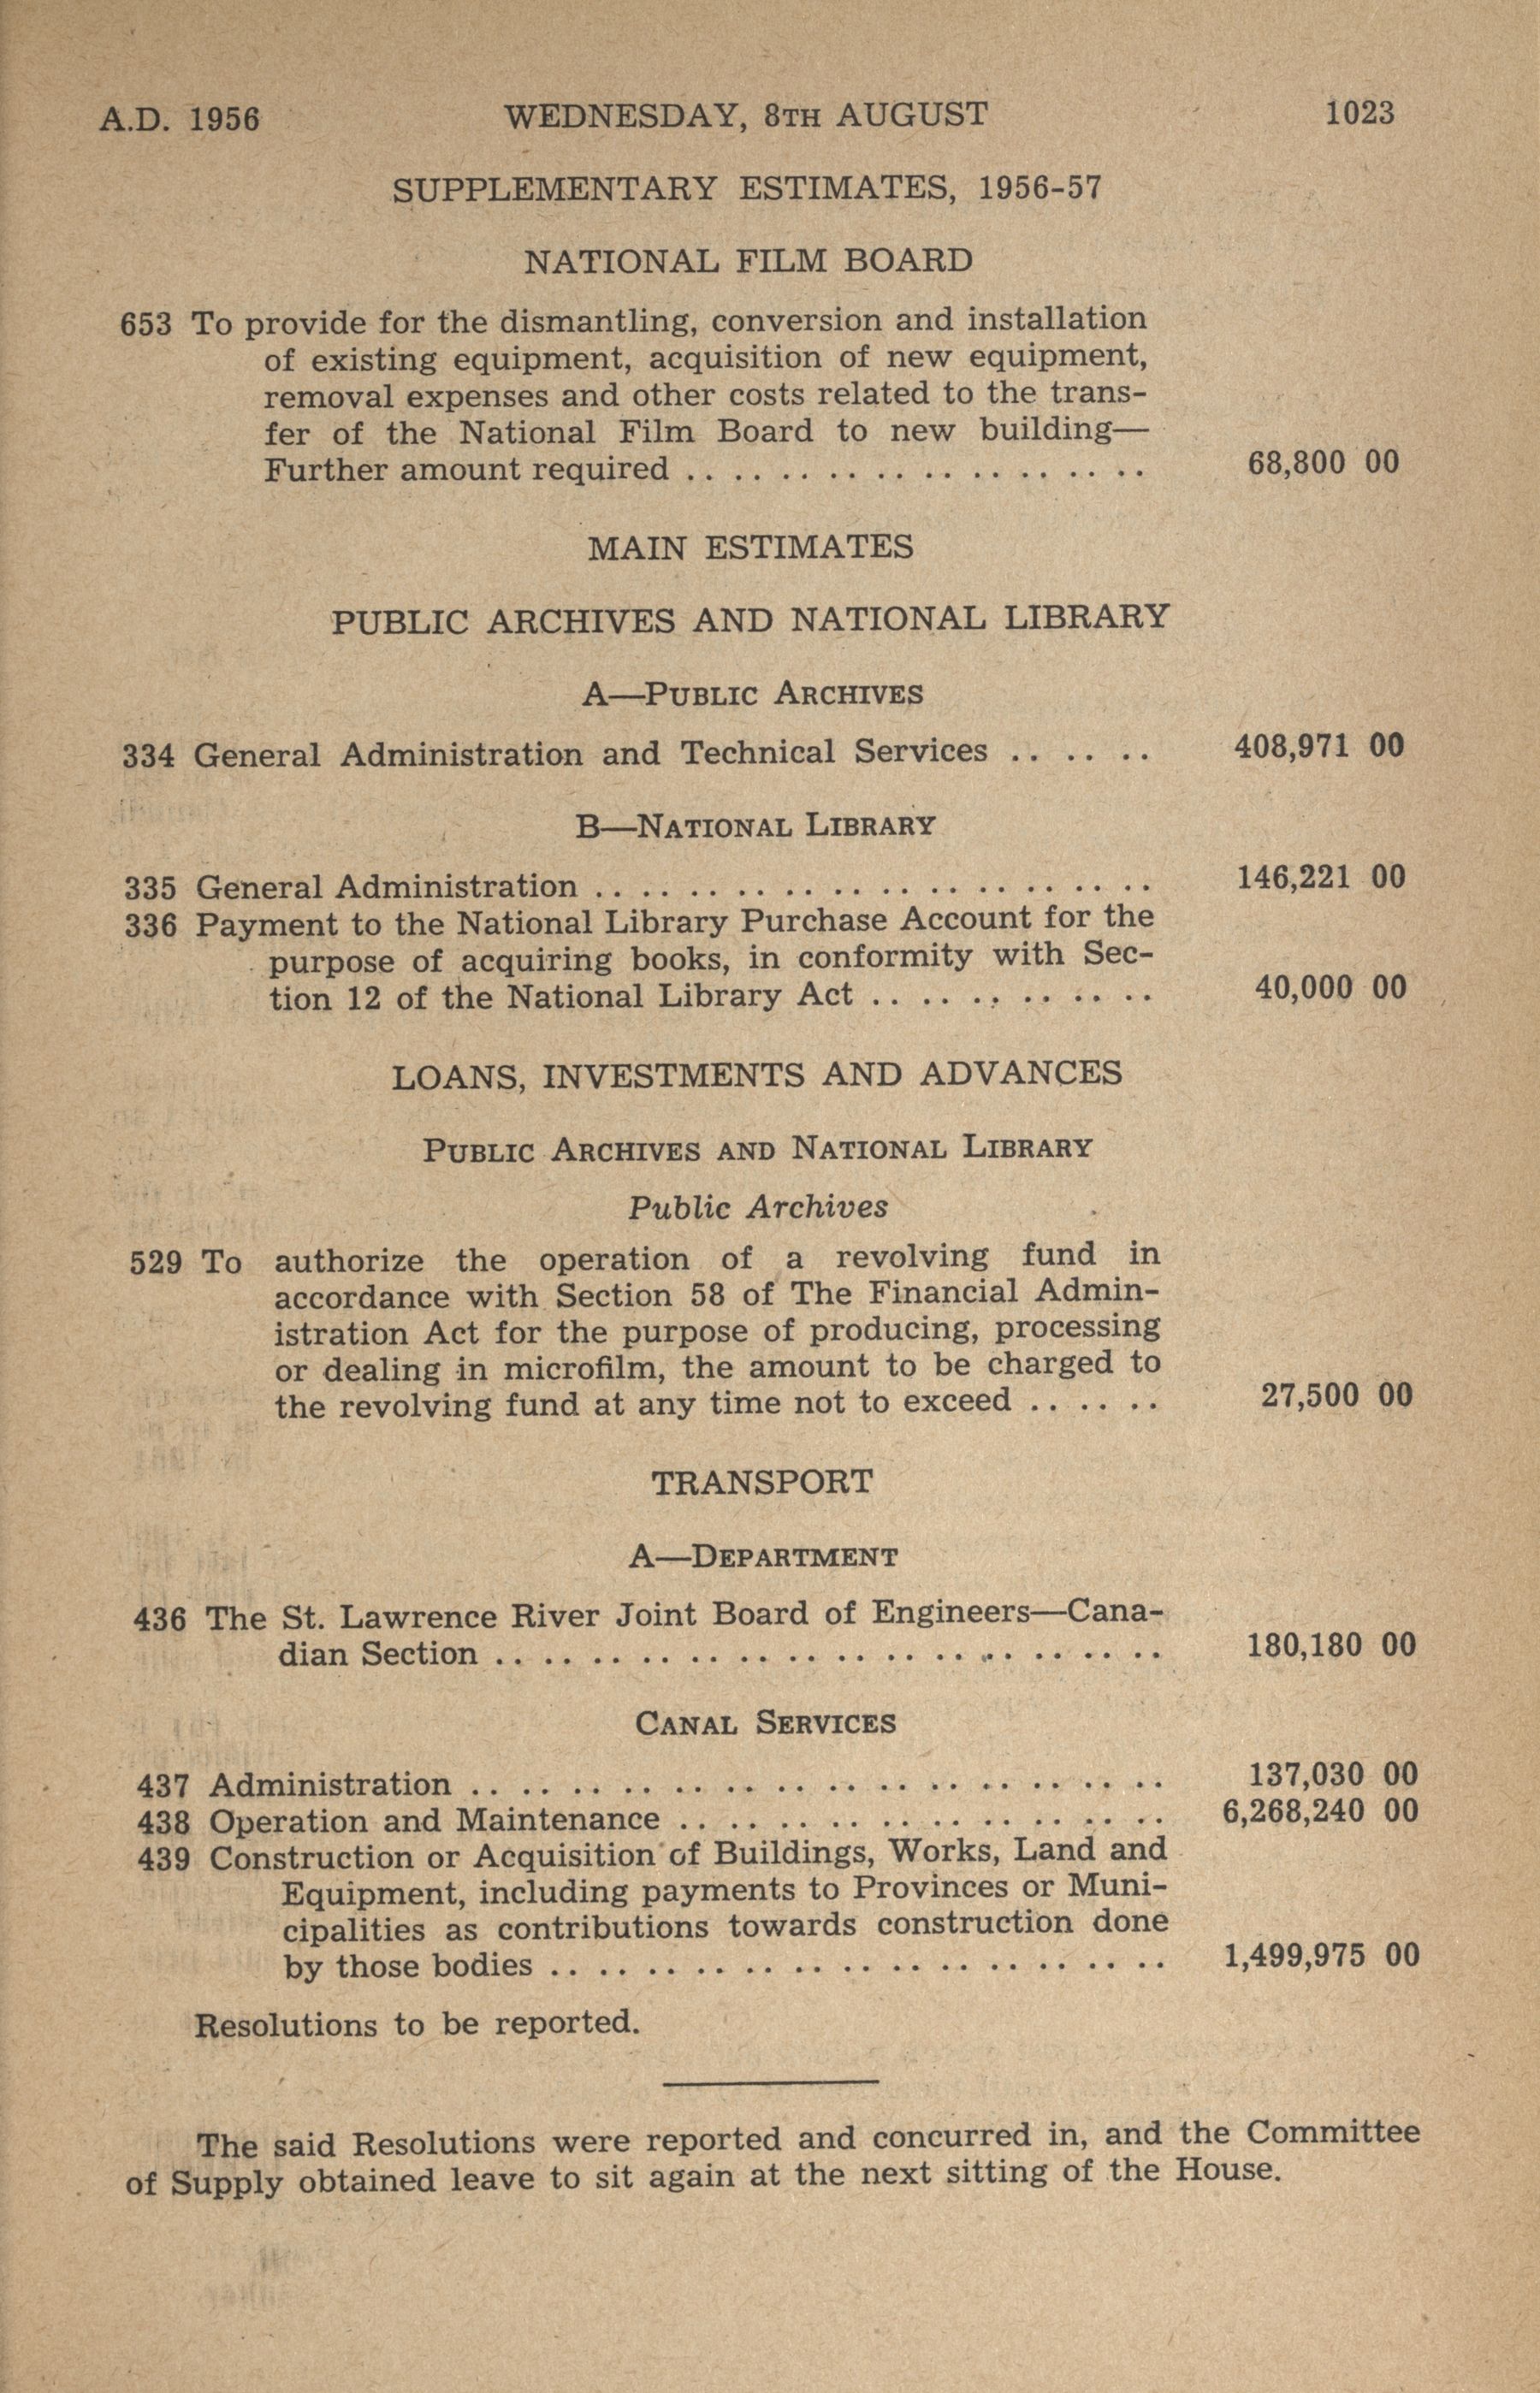 A.D. 1956 WEDNESDAY, 8TH AUGUST 1023
SUPPLEMENTARY ESTIMATES, 1956-57
NATIONAL FILM BOARD
653 To provide for the dismantling, conversion and installation
of existing equipment, acquisition of new equipment,
removal expenses and other costs related to the trans-
fer of the National Film Board to new building—
Further amount required .. .. .. .. .. .. .. .. .. .. 68,800 00
MAIN ESTIMATES
PUBLIC ARCHIVES AND NATIONAL LIBRARY
A—PUBLIC ARCHIVES
334 General Administration and Technical Services .. .. .. 408,971 00
B—NATIONAL LIBRARY
335 General Administration .. .. .. .. .. .. .. .. .. .. .. .. 146,221 00
336 Payment to the National Library Purchase Account for the
purpose of acquiring books, in conformity with Sec-
tion 12 of the National Library Act .. .. .. .. .. .. 40,000 00
LOANS, INVESTMENTS AND ADVANCES
PUBLIC ARCHIVES AND NATIONAL LIBRARY
Public Archives
529 To authorize the operation of a revolving fund in
accordance with Section 58 of The Financial Admin-
istration Act for the purpose of producing, processing
or dealing in microfilm, the amount to be charged to
the revolving fund at any time not to exceed .. .. .. 27,500 00
TRANSPORT
A—DEPARTMENT
436 The St. Lawrence River Joint Board of Engineers—Cana-
dian Section .. .. .. .. .. .. .. .. .. .. .. .. .. .. 180,180 00
CANAL SERVICES
437 Administration .. .. .. .. .. .. .. .. .. .. .. .. .. .. 137,030 00
438 Operation and Maintenance .. .. .. .. .. .. .. .. .. .. 6,268,240 00
439 Construction or Acquisition of Buildings, Works, Land and
Equipment, including payments to Provinces or Muni-
cipalities as contributions towards construction done
by those bodies .. .. .. .. .. .. .. .. .. .. .. .. .. 1,499,975 00
Resolutions to be reported.
The said Resolutions were reported and concurred in, and the Committee
of Supply obtained leave to sit again at the next sitting of the House.